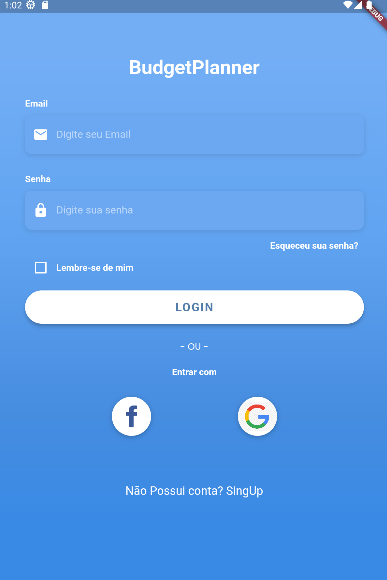 1:02
DEBUG
BudgetPlanner
Email
Digite seu Email
Senha
Digite sua senha
Esqueceu sua senha?
Lembre-se de mim
LOGIN
- OU -
Entrar com
f
G
Não Possui conta? SIngUp